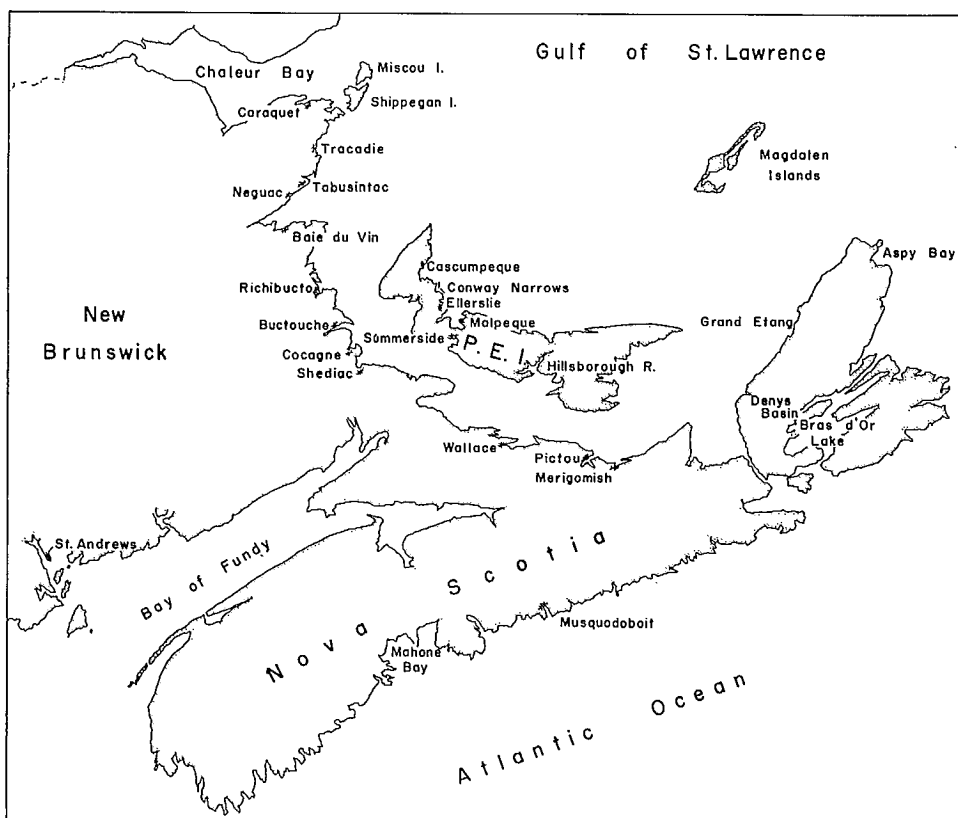 Gulf of St. Lawrence
Chaleur Bay
Miscou I.
Shippegan I.
Caraquet
Tracadie
Magdalen
Islands
Tabusintac
Neguac
Baie du Vin
Aspy Bay
Cascumpeque
Conway Narrows
Richibucto
Ellerslie
New
Brunswick
Malpeque
Grand Etang
Buctouche
Sommerside
P. E. I.
Cocagne
Hillsborough R.
Shediac
Denys
Basin
Bras d'Or
Lake
Wallace
Pictou
Merigomish
St. Andrews
Bay of Fundy
Nova Scotia
Musquodoboit
Mahone
Bay
Atlantic Ocean